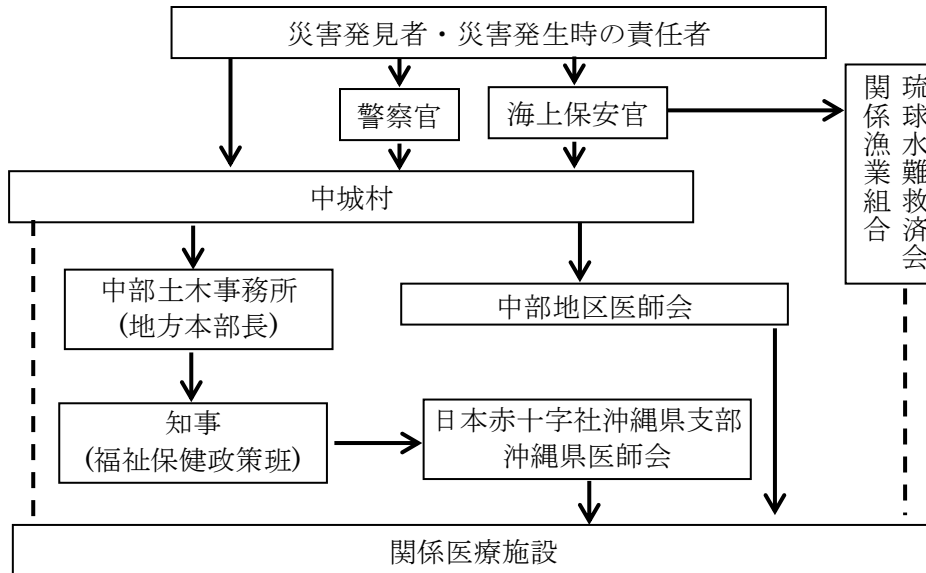 災害発見者・災害発生時の責任者
警察官
海上保安官
琉球水難救済会
関係漁業組合
中城村
中部土木事務所
(地方本部長)
中部地区医師会
知事
(福祉保健政策班)
日本赤十字社沖縄県支部
沖縄県医師会
関係医療施設